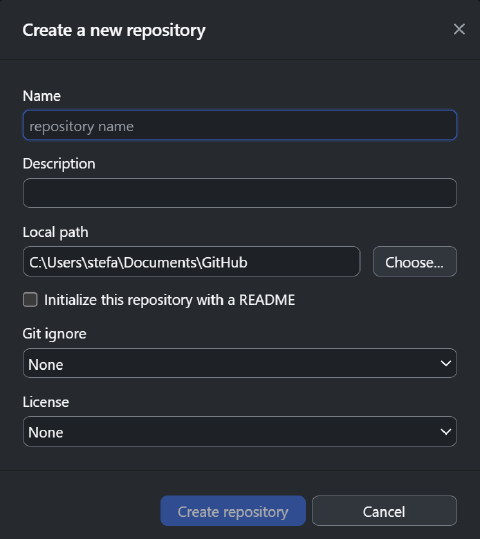 Create a new repository
Name
repository name
Description
Local path
C:\Users\stefa\Documents\GitHub
Choose...
Initialize this repository with a README
Git ignore
None
License
None
Create repository
Cancel